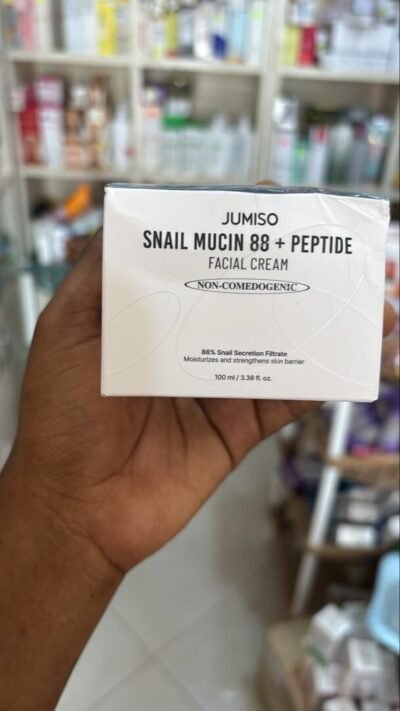 JUMISO
SNAIL MUCIN 88 + PEPTIDE
FACIAL CREAM
NON-COMEDOGENIC
88% Snail Secretion Filtrate
Moisturizes and strengthens skin barrier
100 ml / 3.38 fl. oz.